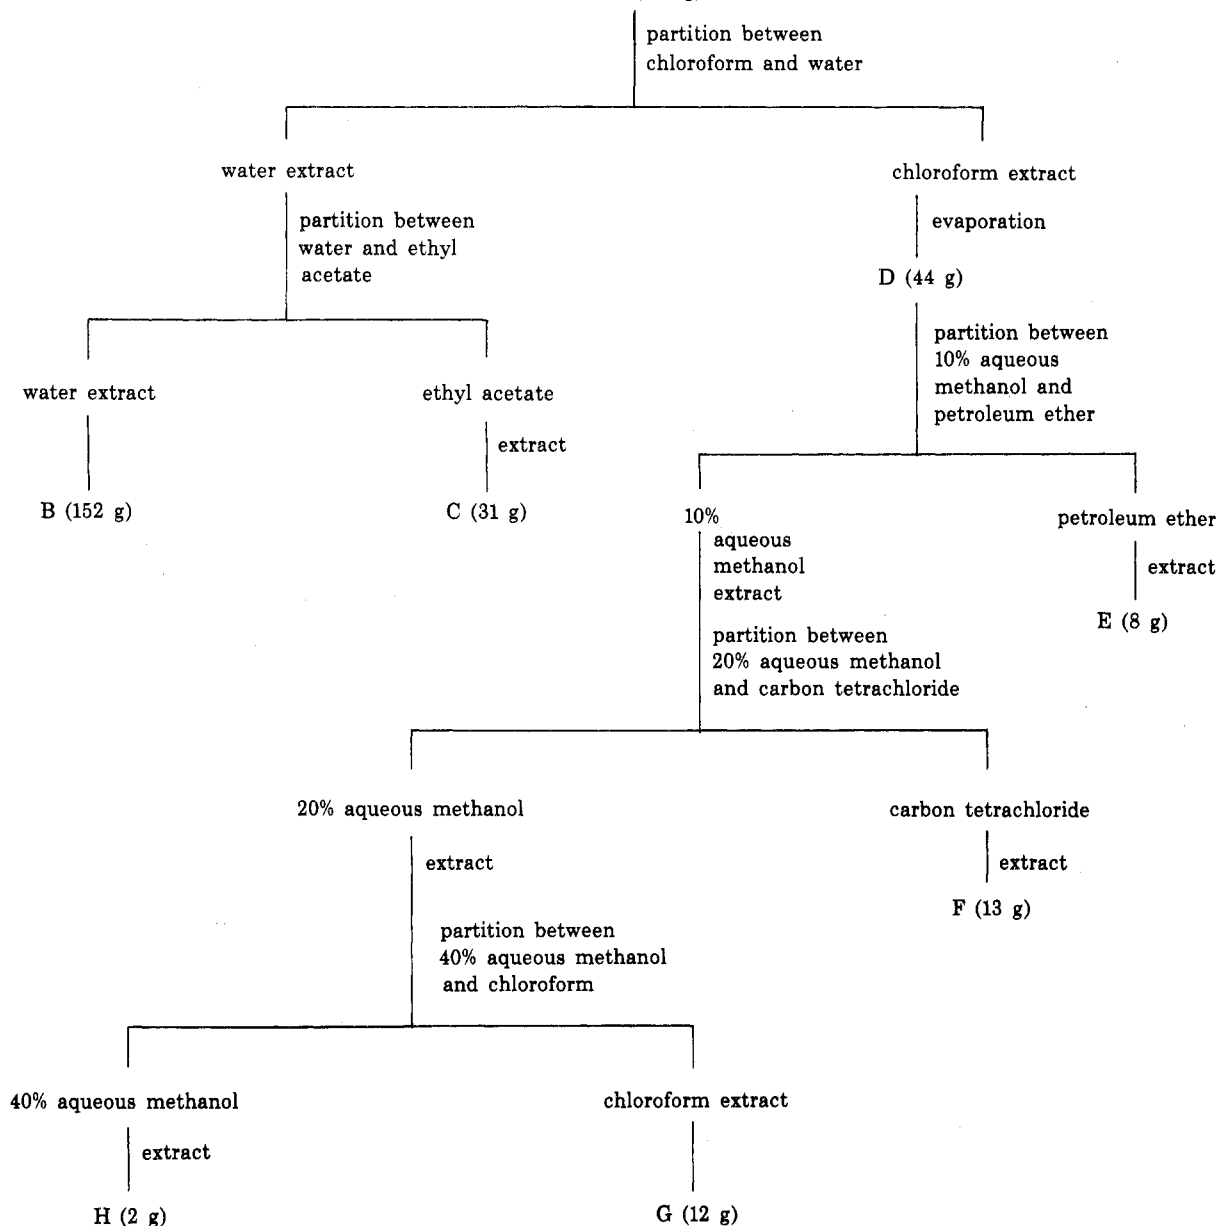 partition between
chloroform and water
water extract
chloroform extract
partition between
water and ethyl
acetate
evaporation
D (44 g)
partition between
10% aqueous
methanol and
petroleum ether
water extract
ethyl acetate
extract
B (152 g)
C (31 g)
10%
aqueous
methanol
extract
petroleum ether
extract
E (8 g)
partition between
20% aqueous methanol
and carbon tetrachloride
20% aqueous methanol
extract
carbon tetrachloride
extract
F (13 g)
partition between
40% aqueous methanol
and chloroform
40% aqueous methanol
extract
chloroform extract
H (2 g)
G (12 g)